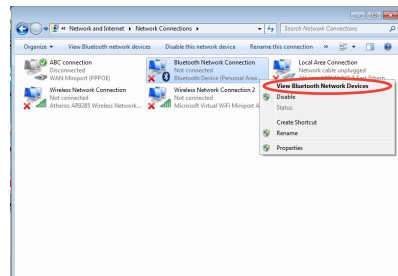 « Network and Internet ▸ Network Connections ▸
Search Network Connections
Organize ▾ View Bluetooth network devices Disable this network device Rename this connection »
ABC connection
Disconnected
WAN Miniport (PPPOE)
Bluetooth Network Connection
Not connected
Bluetooth Device (Personal Area ...
Local Area Connection
Network cable unplugged
Wireless Network Connection
Not connected
Atheros AR9285 Wireless Network...
Wireless Network Connection 2
Not connected
Microsoft Virtual WiFi Miniport A
View Bluetooth Network Devices
Disable
Status
Create Shortcut
Rename
Properties